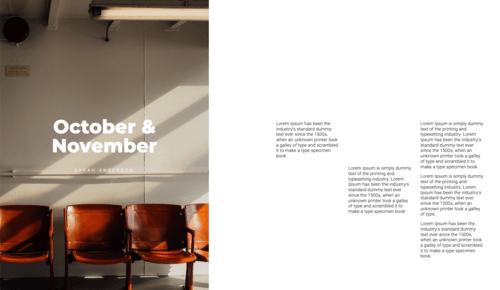 October &
November
SARAH ANDERSON
Lorem Ipsum has been the
industry's standard dummy
text ever since the 1500s,
when an unknown printer took
a galley of type and scrambled
it to make a type specimen
book.
Lorem Ipsum is simply dummy
text of the printing and
typesetting industry. Lorem
Ipsum has been the industry's
standard dummy text ever
since the 1500s, when an
unknown printer took a galley
of type and scrambled it to
make a type specimen book.
Lorem Ipsum is simply dummy
text of the printing and
typesetting industry. Lorem
Ipsum has been the industry's
standard dummy text ever
since the 1500s, when an
unknown printer took a galley
of type and scrambled it to
make a type specimen book.
Lorem Ipsum is simply dummy
text of the printing and
typesetting industry. Lorem
Ipsum has been the industry's
standard dummy text ever
since the 1500s, when an
unknown printer took a galley
of type.
Lorem Ipsum has been the
industry's standard dummy
text ever since the 1500s,
when an unknown printer took
a galley of type and scrambled
it to make a type specimen
book.